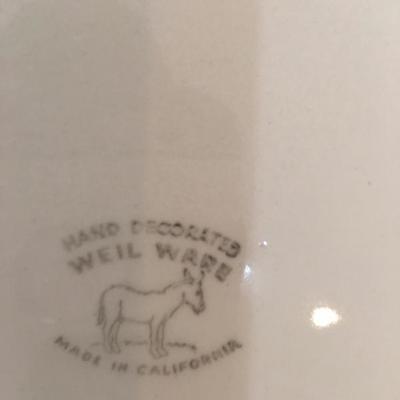 HAND DECORATED
WEIL WARE
MADE IN CALIFORNIA